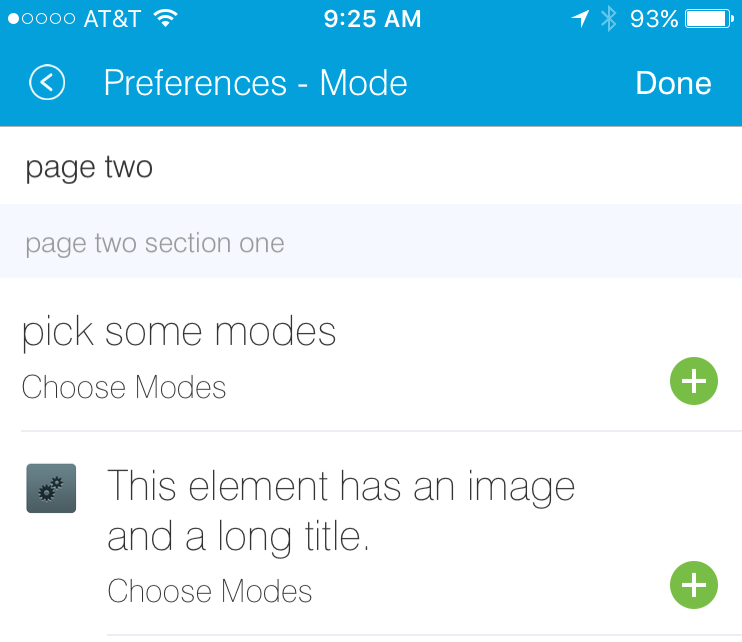 AT&T 9:25 AM 93%
Preferences - Mode Done
page two
page two section one
pick some modes
Choose Modes
This element has an image
and a long title.
Choose Modes